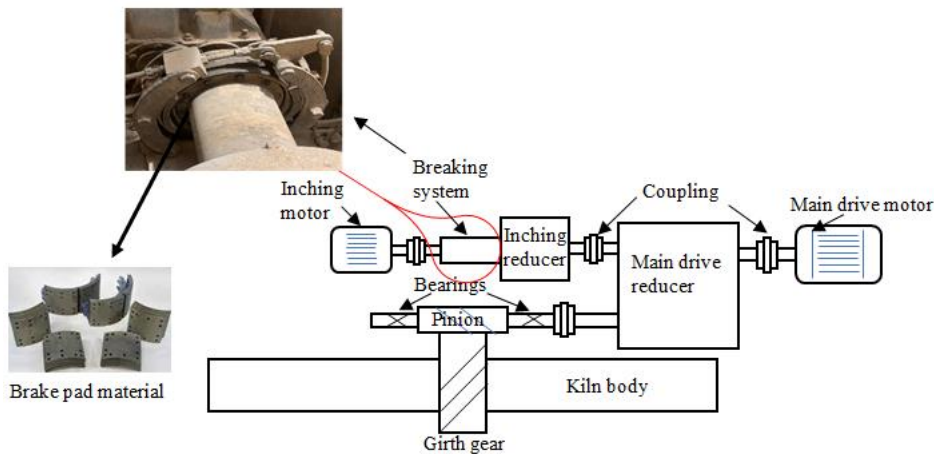 Breaking
system
Inching
motor
Coupling
Main drive motor
Inching
reducer
Main drive
reducer
Bearings
Pinion
Brake pad material
Kiln body
Girth gear